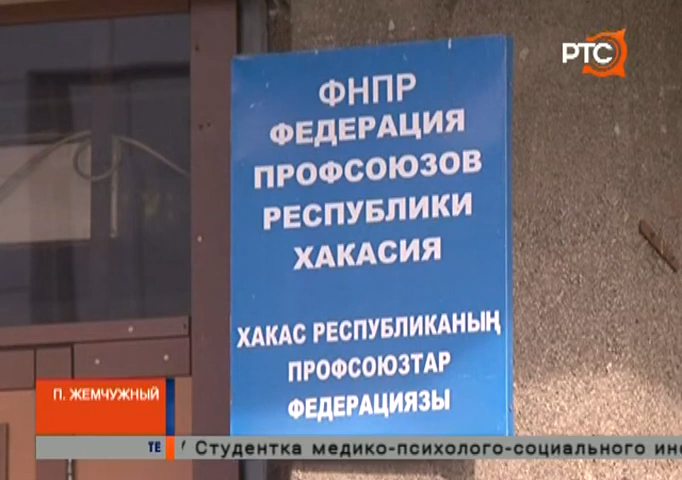 РТС
ФНПР
ФЕДЕРАЦИЯ
ПРОФСОЮЗОВ
РЕСПУБЛИКИ
ХАКАСИЯ
ХАКАС РЕСПУБЛИКАНЫҢ
ПРОФСОЮЗТАР
ФЕДЕРАЦИЯЗЫ
П. ЖЕМЧУЖНЫЙ
ТЕ Студентка медико-психолого-социального